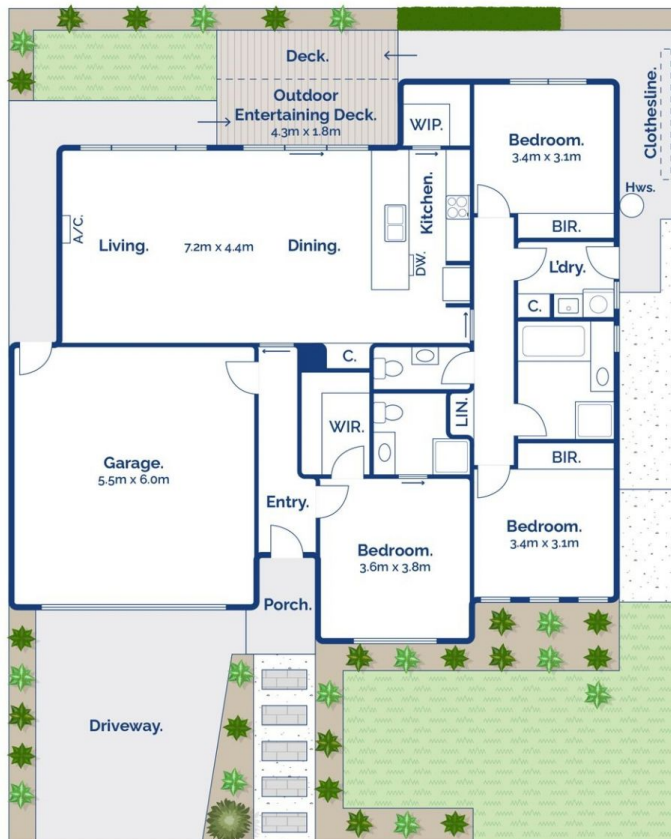 Deck.
Outdoor
Entertaining Deck.
4.3m x 1.8m
WIP.
Bedroom.
3.4m x 3.1m
Clothesline.
Hws.
BIR.
A/C.
Living.
7.2m x 4.4m
Dining.
Kitchen.
DW.
L'dry.
C.
C.
WIR.
LIN.
BIR.
Garage.
5.5m x 6.0m
Entry.
Bedroom.
3.6m x 3.8m
Bedroom.
3.4m x 3.1m
Porch.
Driveway.